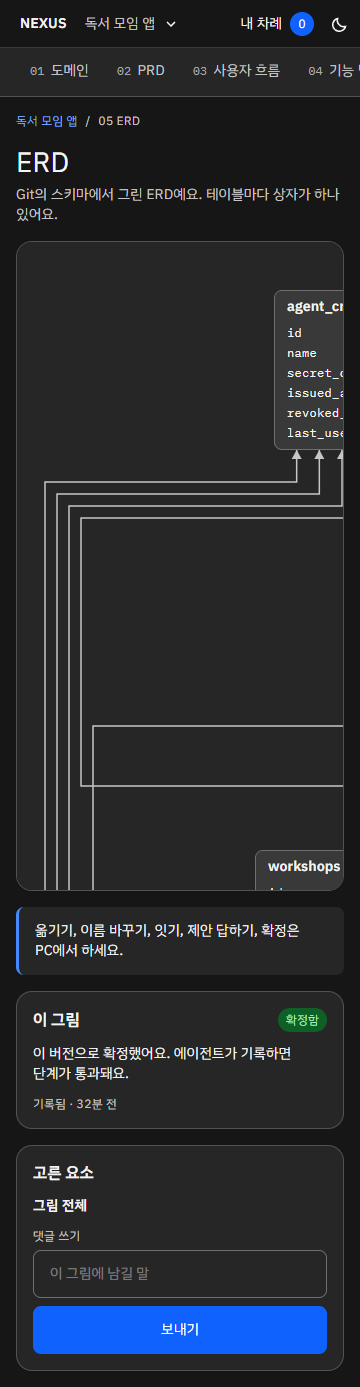 NEXUS 독서 모임 앱 내 차례 0
01 도메인 02 PRD 03 사용자 흐름 04 기능
독서 모임 앱 / 05 ERD
ERD
Git의 스키마에서 그린 ERD예요. 테이블마다 상자가 하나
있어요.
agent_cr
id
name
secret_
issued_a
revoked_
last_use
workshops
옮기기, 이름 바꾸기, 잇기, 제안 답하기, 확정은
PC에서 하세요.
이 그림 확정함
이 버전으로 확정했어요. 에이전트가 기록하면
단계가 통과돼요.
기록됨 · 32분 전
고른 요소
그림 전체
댓글 쓰기
이 그림에 남길 말
보내기